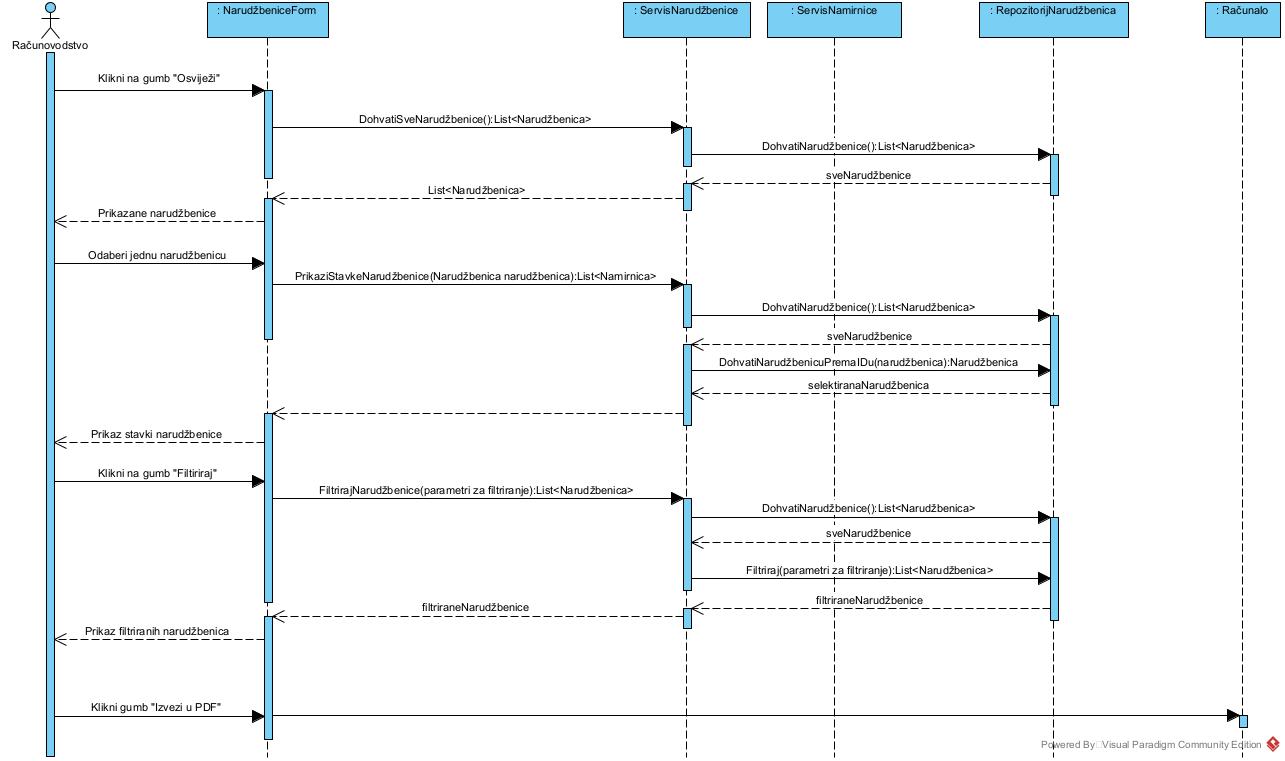 : NarudžbeniceForm
: ServisNarudžbenice
: ServisNamirnice
: RepozitorijNarudžbenica
: Računalo
Računovodstvo
Klikni na gumb "Osviježi"
DohvatiSveNarudžbenice():List<Narudžbenica>
DohvatiNarudžbenice():List<Narudžbenica>
sveNarudžbenice
List<Narudžbenica>
Prikazane narudžbenice
Odaberi jednu narudžbenicu
PrikaziStavkeNarudžbenice(Narudžbenica narudžbenica):List<Namirnica>
DohvatiNarudžbenice():List<Narudžbenica>
sveNarudžbenice
DohvatiNarudžbenicuPremaIDu(narudžbenica):Narudžbenica
selektiranaNarudžbenica
Prikaz stavki narudžbenice
Klikni na gumb "Filtiriraj"
FiltrirajNarudžbenice(parametri za filtriranje):List<Narudžbenica>
DohvatiNarudžbenice():List<Narudžbenica>
sveNarudžbenice
Filtriraj(parametri za filtriranje):List<Narudžbenica>
filtriraneNarudžbenice
filtriraneNarudžbenice
Prikaz filtriranih narudžbenica
Klikni gumb "Izvezi u PDF"
Powered By Visual Paradigm Community Edition